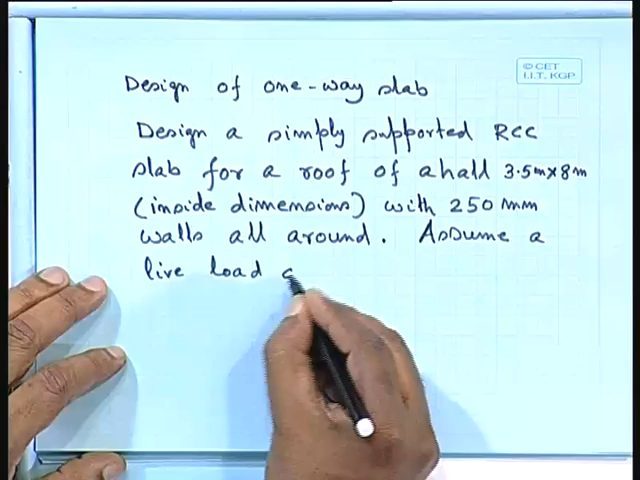 © CET
I.I.T. KGP
Design of one-way slab
Design a simply supported RCC
slab for a roof of a hall 3.5m×8m
(inside dimensions) with 250 mm
walls all around. Assume a
live load